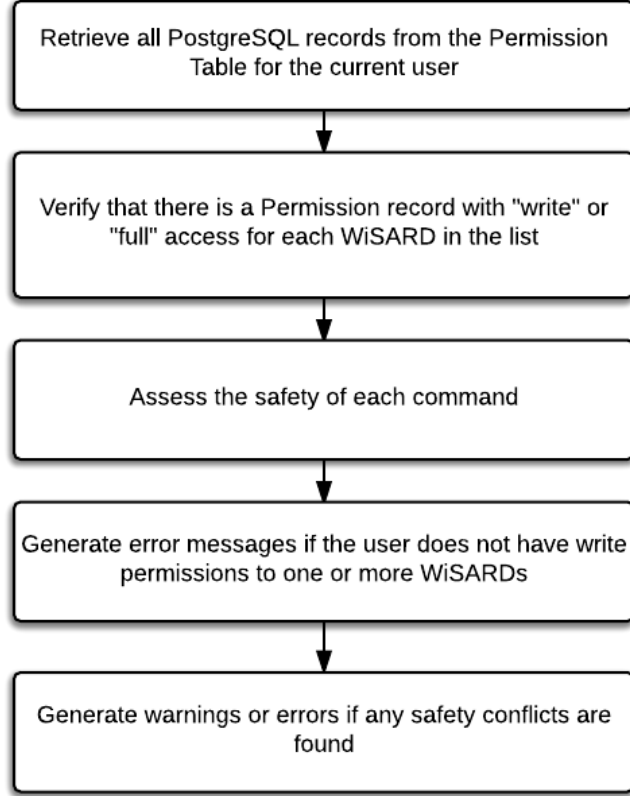 Retrieve all PostgreSQL records from the Permission
Table for the current user
Verify that there is a Permission record with "write" or
"full" access for each WiSARD in the list
Assess the safety of each command
Generate error messages if the user does not have write
permissions to one or more WiSARDs
Generate warnings or errors if any safety conflicts are
found